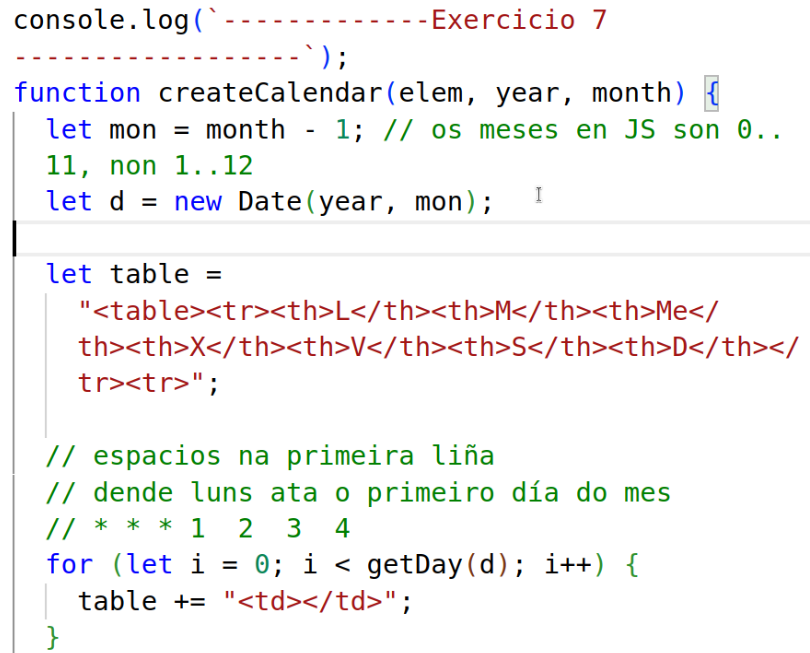 console.log(`-------------Exercicio 7
------------------`);
function createCalendar(elem, year, month) {
let mon = month - 1; // os meses en JS son 0..
11, non 1..12
let d = new Date(year, mon);
let table =
"<table><tr><th>L</th><th>M</th><th>Me</
th><th>X</th><th>V</th><th>S</th><th>D</th></
tr><tr>";
// espacios na primeira liña
// dende luns ata o primeiro día do mes
// * * * 1  2  3  4
for (let i = 0; i < getDay(d); i++) {
table += "<td></td>";
}